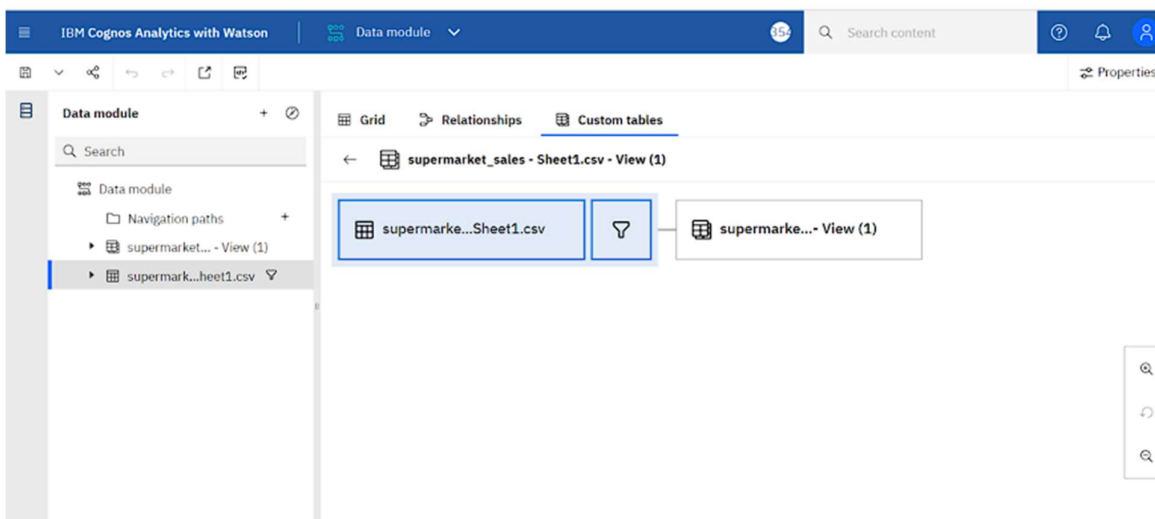 IBM Cognos Analytics with Watson
Data module
354
Search content
Properties
Data module
Grid
Relationships
Custom tables
Search
supermarket_sales - Sheet1.csv - View (1)
Data module
Navigation paths
supermarke...Sheet1.csv
supermarke...- View (1)
supermarket... - View (1)
supermark...heet1.csv